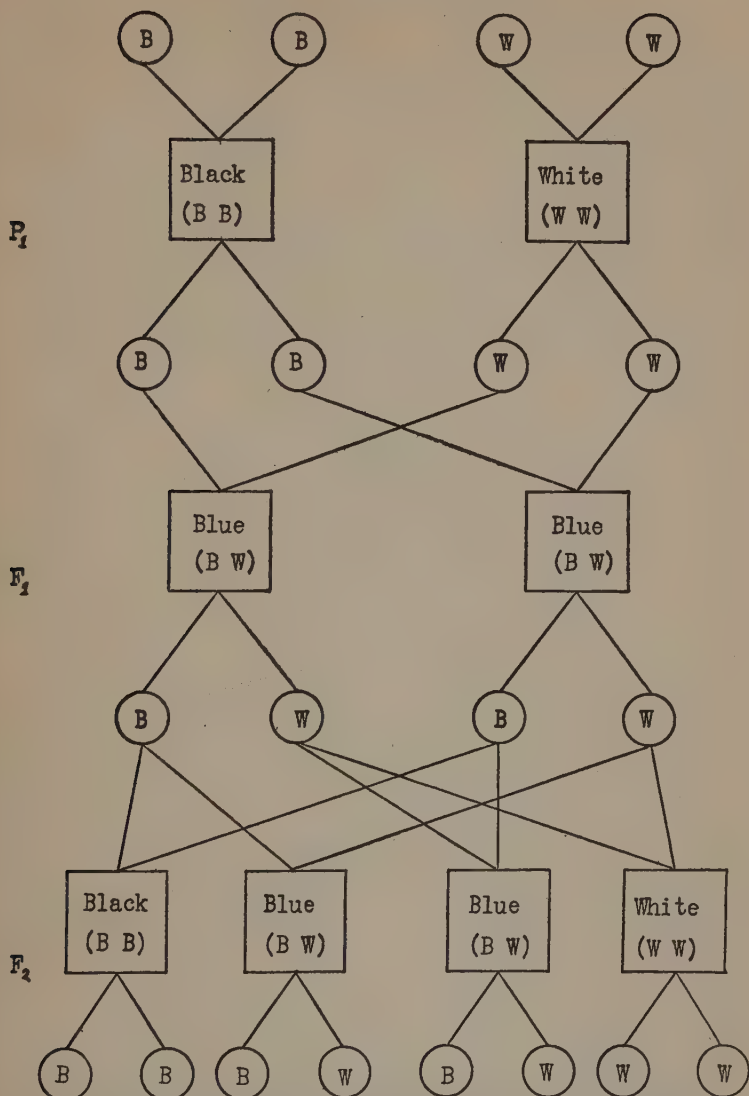 B B W W
Black White
(B B) (W W)
P₁
B B W W
Blue Blue
(B W) (B W)
F₁
B W B W
Black Blue Blue White
(B B) (B W) (B W) (W W)
F₂
B B B W B W W W